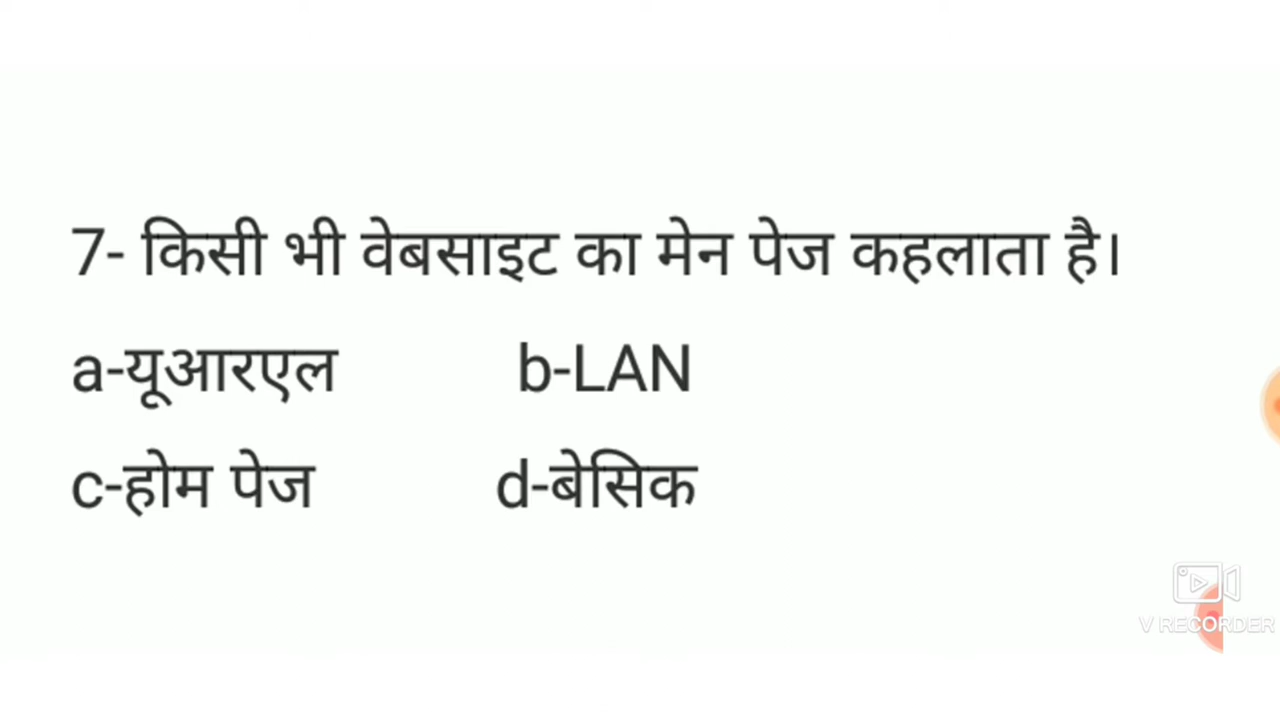 7- किसी भी वेबसाइट का मेन पेज कहलाता है।
a-यूआरएल b-LAN
c-होम पेज d-बेसिक
V RECORDER